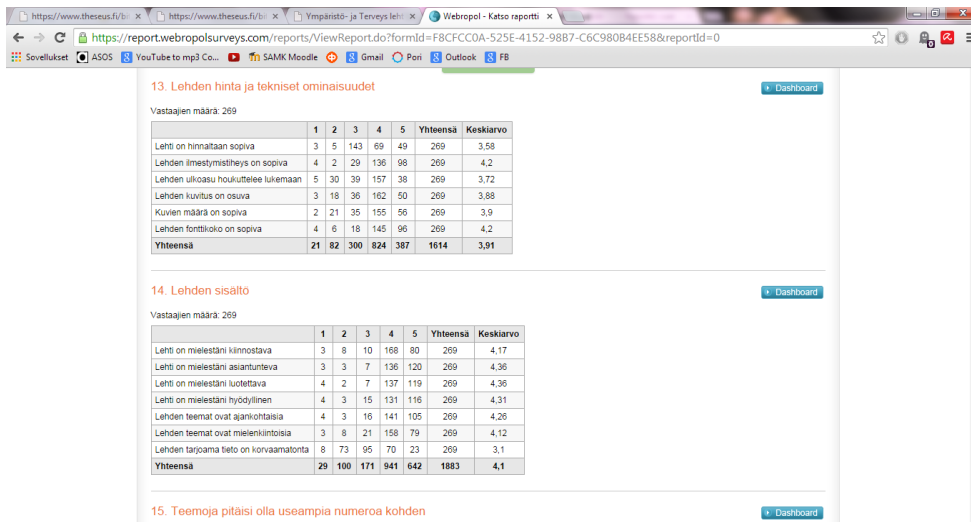 https://www.theseus.fi/bi
https://www.theseus.fi/bi
Ympäristö- ja Terveys leht
Webropol - Katso raportti
https://report.webropolsurveys.com/reports/ViewReport.do?formId=F8CFCC0A-525E-4152-98B7-C6C980B4EE58&reportId=0
Sovellukset ASOS YouTube to mp3 Co... SAMK Moodle Gmail Pori Outlook FB
13. Lehden hinta ja tekniset ominaisuudet
Dashboard
Vastaajien määrä: 269
1 2 3 4 5 Yhteensä Keskiarvo
Lehti on hinnaltaan sopiva 3 5 143 69 49 269 3,58
Lehden ilmestymistiheys on sopiva 4 2 29 136 98 269 4,2
Lehden ulkoasu houkuttelee lukemaan 5 30 39 157 38 269 3,72
Lehden kuvitus on osuva 3 18 36 162 50 269 3,88
Kuvien määrä on sopiva 2 21 35 155 56 269 3,9
Lehden fonttikoko on sopiva 4 6 18 145 96 269 4,2
Yhteensä 21 82 300 824 387 1614 3,91
14. Lehden sisältö
Dashboard
Vastaajien määrä: 269
1 2 3 4 5 Yhteensä Keskiarvo
Lehti on mielestäni kiinnostava 3 8 10 168 80 269 4,17
Lehti on mielestäni asiantunteva 3 3 7 136 120 269 4,36
Lehti on mielestäni luotettava 4 2 7 137 119 269 4,36
Lehti on mielestäni hyödyllinen 4 3 15 131 116 269 4,31
Lehden teemat ovat ajankohtaisia 4 3 16 141 105 269 4,26
Lehden teemat ovat mielenkiintoisia 3 8 21 158 79 269 4,12
Lehden tarjoama tieto on korvaamatonta 8 73 95 70 23 269 3,1
Yhteensä 29 100 171 941 642 1883 4,1
15. Teemoja pitäisi olla useampia numeroa kohden
Dashboard